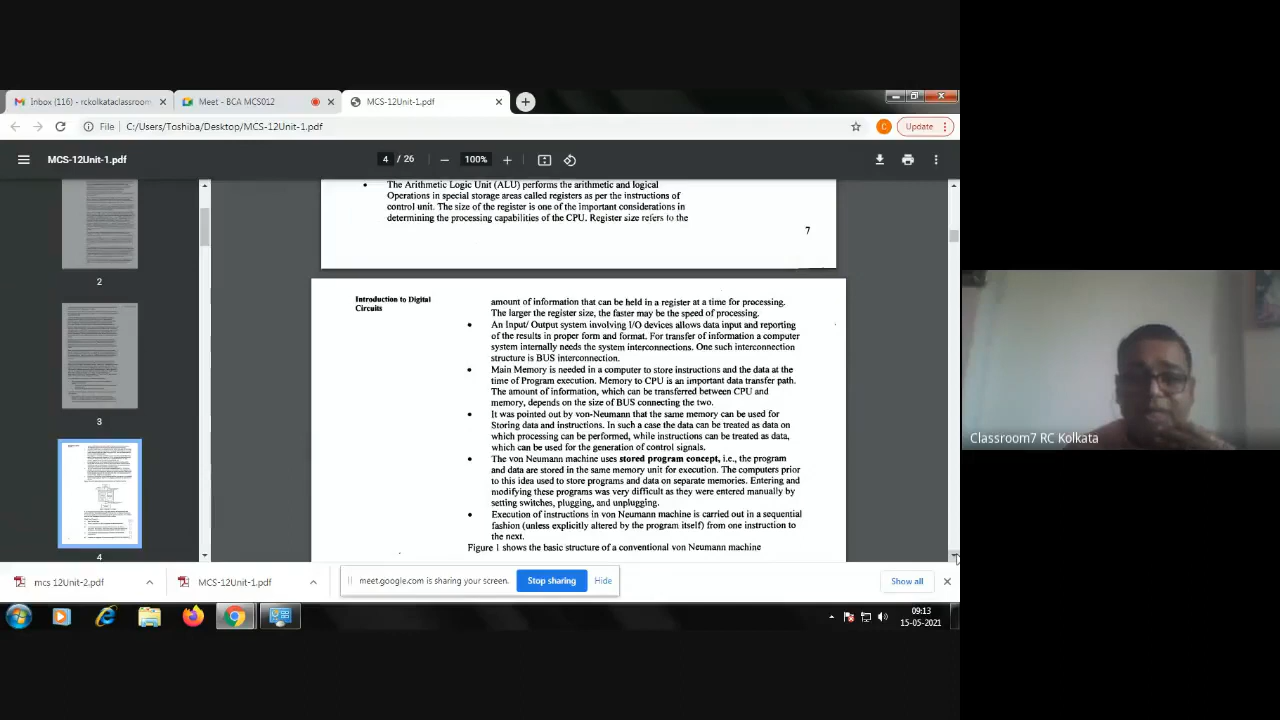 Inbox (116) - rckolkataclassroom
Meet - BCA MCS012
MCS-12Unit-1.pdf
File
C:/Users/Toshiba/Desktop/MCS-12Unit-1.pdf
C
Update
MCS-12Unit-1.pdf
4 / 26
100%
2
3
4
The Arithmetic Logic Unit (ALU) performs the arithmetic and logical
Operations in special storage areas called registers as per the instructions of
control unit. The size of the register is one of the important considerations in
determining the processing capabilities of the CPU. Register size refers to the
7
Introduction to Digital
Circuits
amount of information that can be held in a register at a time for processing.
The larger the register size, the faster may be the speed of processing.
• An Input/ Output system involving I/O devices allows data input and reporting
of the results in proper form and format. For transfer of information a computer
system internally needs the system interconnections. One such interconnection
structure is BUS interconnection.
• Main Memory is needed in a computer to store instructions and the data at the
time of Program execution. Memory to CPU is an important data transfer path.
The amount of information, which can be transferred between CPU and
memory, depends on the size of BUS connecting the two.
• It was pointed out by von-Neumann that the same memory can be used for
Storing data and instructions. In such a case the data can be treated as data on
which processing can be performed, while instructions can be treated as data,
which can be used for the generation of control signals.
• The von Neumann machine uses stored program concept, i.e., the program
and data are stored in the same memory unit for execution. The computers prior
to this idea used to store programs and data on separate memories. Entering and
modifying these programs was very difficult as they were entered manually by
setting switches, plugging, and unplugging.
• Execution of instructions in von Neumann machine is carried out in a sequential
fashion (unless explicitly altered by the program itself) from one instruction to
the next.
Figure 1 shows the basic structure of a conventional von Neumann machine
Classroom7 RC Kolkata
mcs 12Unit-2.pdf
MCS-12Unit-1.pdf
meet.google.com is sharing your screen.
Stop sharing
Hide
Show all
09:13
15-05-2021